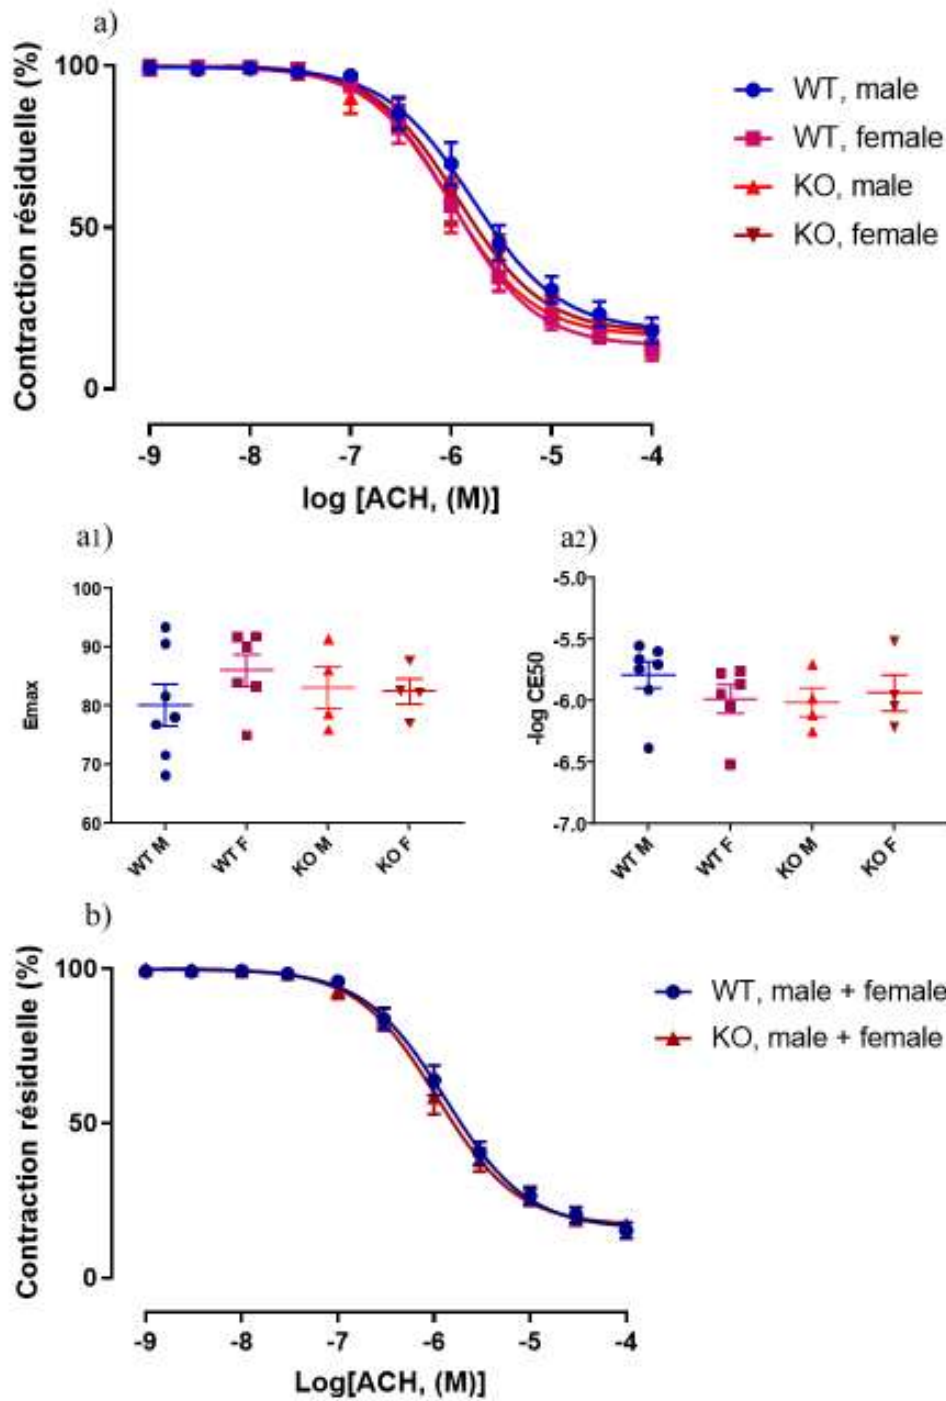 a)
Contraction résiduelle (%)
100
50
0
-9 -8 -7 -6 -5 -4
log [ACH, (M)]
WT, male
WT, female
KO, male
KO, female
a1)
Emax
100
90
80
70
60
WT M
WT F
KO M
KO F
a2)
-log CE50
-5.0
-5.5
-6.0
-6.5
-7.0
WT M
WT F
KO M
KO F
b)
Contraction résiduelle (%)
100
50
0
-9 -8 -7 -6 -5 -4
Log[ACH, (M)]
WT, male + female
KO, male + female